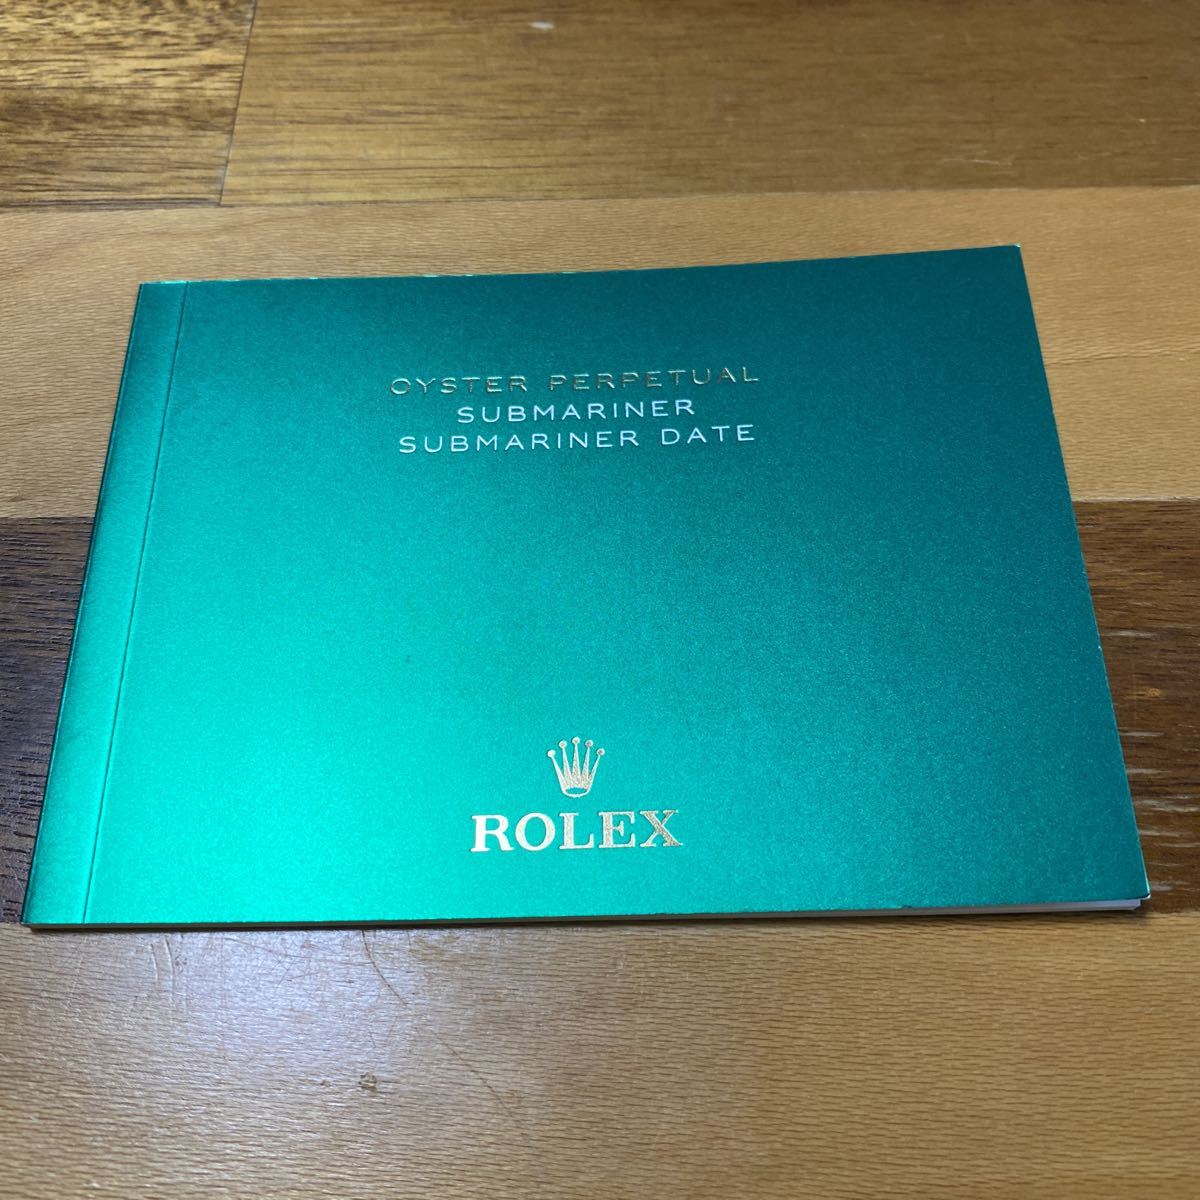 OYSTER PERPETUAL
SUBMARINER
SUBMARINER DATE
ROLEX